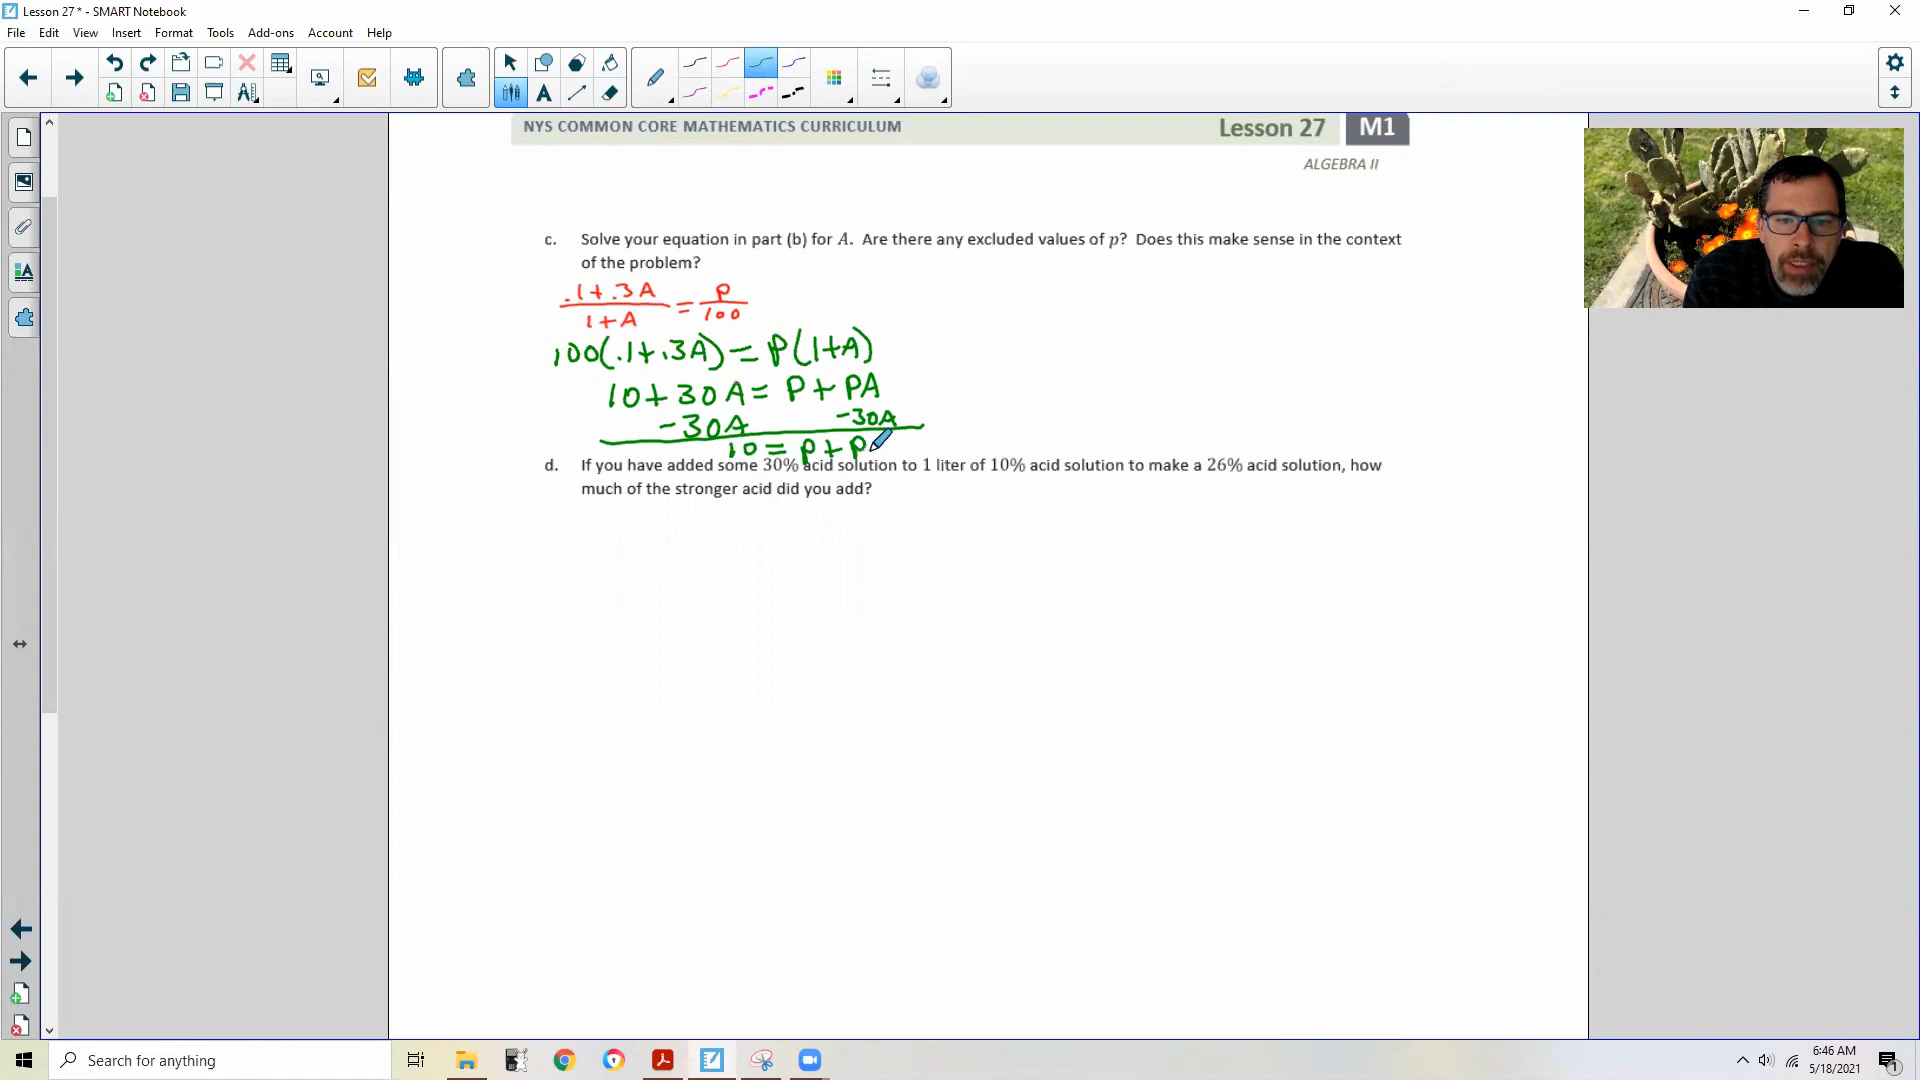 Lesson 27 * - SMART Notebook
File Edit View Insert Format Tools Add-ons Account Help
NYS COMMON CORE MATHEMATICS CURRICULUM Lesson 27 M1
ALGEBRA II
c. Solve your equation in part (b) for A. Are there any excluded values of p? Does this make sense in the context
of the problem?
.1+.3A / 1+A = P / 100
100(.1+.3A) = P(1+A)
10+30A = P+PA
-30A -30A
10 = P+P
d. If you have added some 30% acid solution to 1 liter of 10% acid solution to make a 26% acid solution, how
much of the stronger acid did you add?
Search for anything
6:46 AM
5/18/2021
1